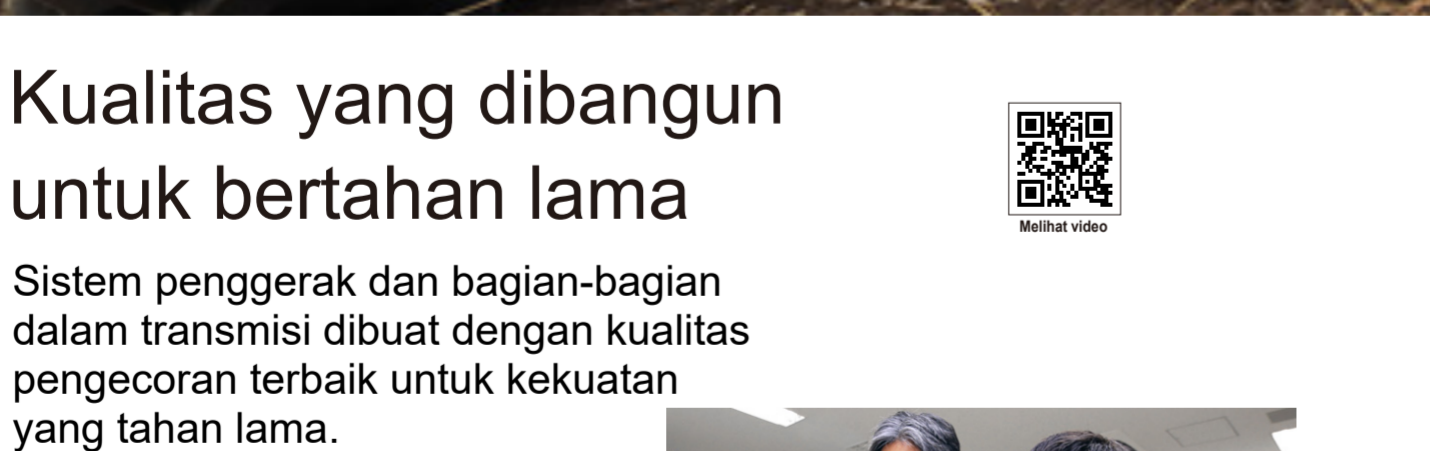 Kualitas yang dibangun
untuk bertahan lama
Melihat video
Sistem penggerak dan bagian-bagian
dalam transmisi dibuat dengan kualitas
pengecoran terbaik untuk kekuatan
yang tahan lama.